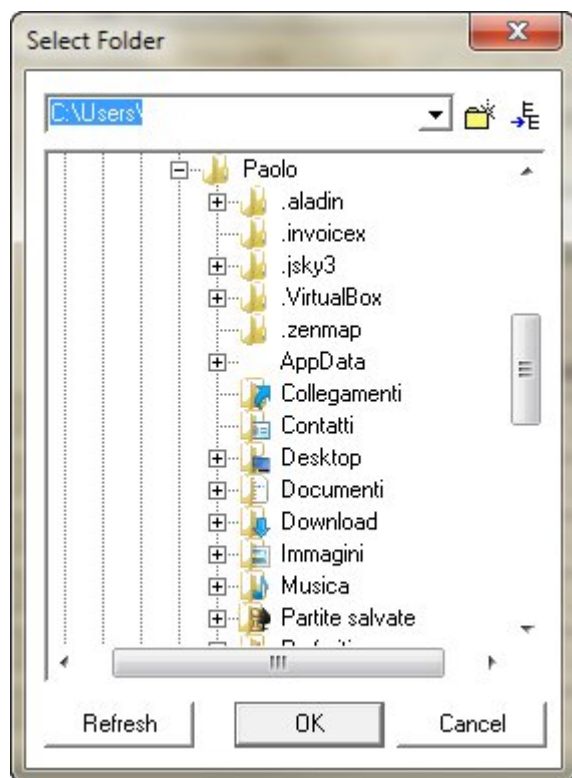 Select Folder
C:\Users\
Paolo
.aladin
.invoicex
.jsky3
.VirtualBox
.zenmap
AppData
Collegamenti
Contatti
Desktop
Documenti
Download
Immagini
Musica
Partite salvate
Refresh OK Cancel